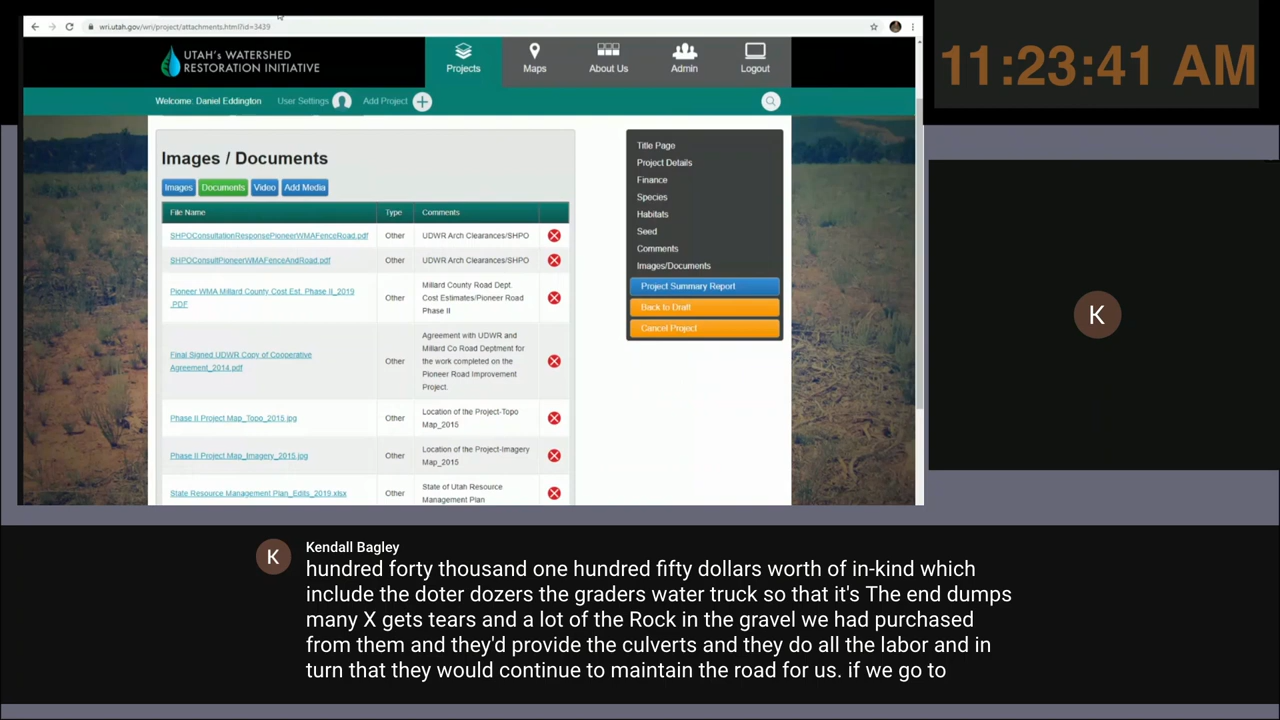 wri.utah.gov/wri/project/attachments.html?id=3439
11:23:41 AM
UTAH's WATERSHED
RESTORATION INITIATIVE
Projects
Maps
About Us
Admin
Logout
Welcome: Daniel Eddington
User Settings
Add Project
Images / Documents
Images
Documents
Video
Add Media
File Name
Type
Comments
SHPOConsultationResponsePioneerWMAFenceRoad.pdf
Other
UDWR Arch Clearances/SHPO
SHPOConsultPioneerWMAFenceAndRoad.pdf
Other
UDWR Arch Clearances/SHPO
Pioneer WMA Millard County Cost Est. Phase II_2019
.PDF
Other
Millard County Road Dept.
Cost Estimates/Pioneer Road
Phase II
Final Signed UDWR Copy of Cooperative
Agreement_2014.pdf
Other
Agreement with UDWR and
Millard Co Road Deptment for
the work completed on the
Pioneer Road Improvement
Project.
Phase II Project Map_Topo_2015.jpg
Other
Location of the Project-Topo
Map_2015
Phase II Project Map_Imagery_2015.jpg
Other
Location of the Project-Imagery
Map_2015
State Resource Management Plan_Edits_2019.xlsx
Other
State of Utah Resource
Management Plan
Title Page
Project Details
Finance
Species
Habitats
Seed
Comments
Images/Documents
Project Summary Report
Back to Draft
Cancel Project
K
K
Kendall Bagley
hundred forty thousand one hundred fifty dollars worth of in-kind which
include the doter dozers the graders water truck so that it's The end dumps
many X gets tears and a lot of the Rock in the gravel we had purchased
from them and they'd provide the culverts and they do all the labor and in
turn that they would continue to maintain the road for us. if we go to